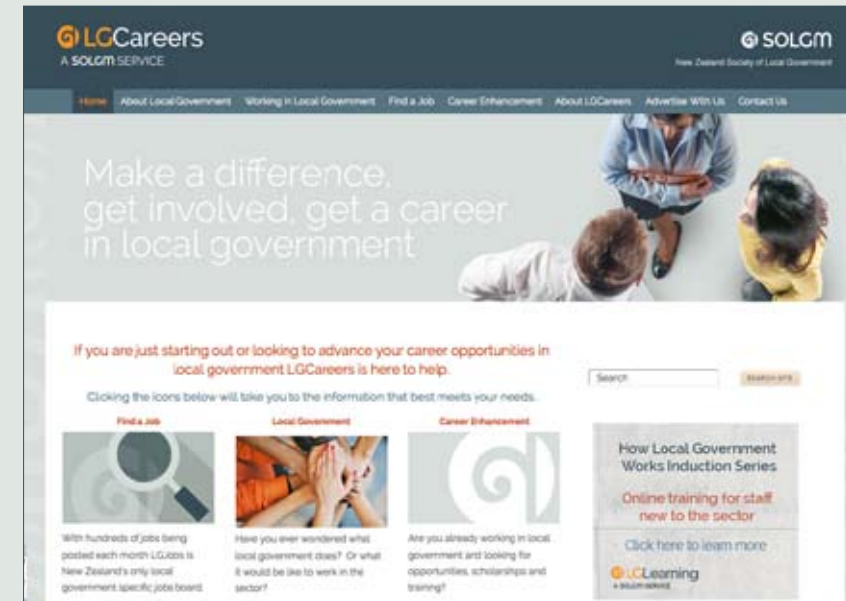 LGCareers
A SOLGM SERVICE
SOLGM
New Zealand Society of Local Government
Home About Local Government Working in Local Government Find a Job Career Enhancement About LGCareers Advertise With Us Contact Us
Make a difference,
get involved, get a career
in local government
If you are just starting out or looking to advance your career opportunities in
local government LGCareers is here to help.
Clicking the icons below will take you to the information that best meets your needs.
Find a Job
With hundreds of jobs being
posted each month LGJobs is
New Zealand's only local
government specific jobs board.
Local Government
Have you ever wondered what
local government does? Or what
it would be like to work in the
sector?
Career Enhancement
Are you already working in local
government and looking for
opportunities, scholarships and
training?
Search
SEARCH SITE
How Local Government
Works Induction Series
Online training for staff
new to the sector
Click here to learn more
LGLearning
A SOLGM SERVICE